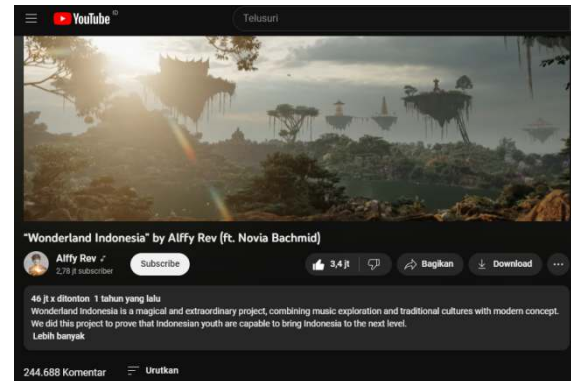 YouTube ID
Telusuri
"Wonderland Indonesia" by Alffy Rev (ft. Novia Bachmid)
Alffy Rev
2,78 jt subscriber
Subscribe
3,4 jt
Bagikan
Download
46 jt x ditonton 1 tahun yang lalu
Wonderland Indonesia is a magical and extraordinary project, combining music exploration and traditional cultures with modern concept.
We did this project to prove that Indonesian youth are capable to bring Indonesia to the next level.
Lebih banyak
244.688 Komentar
Urutkan